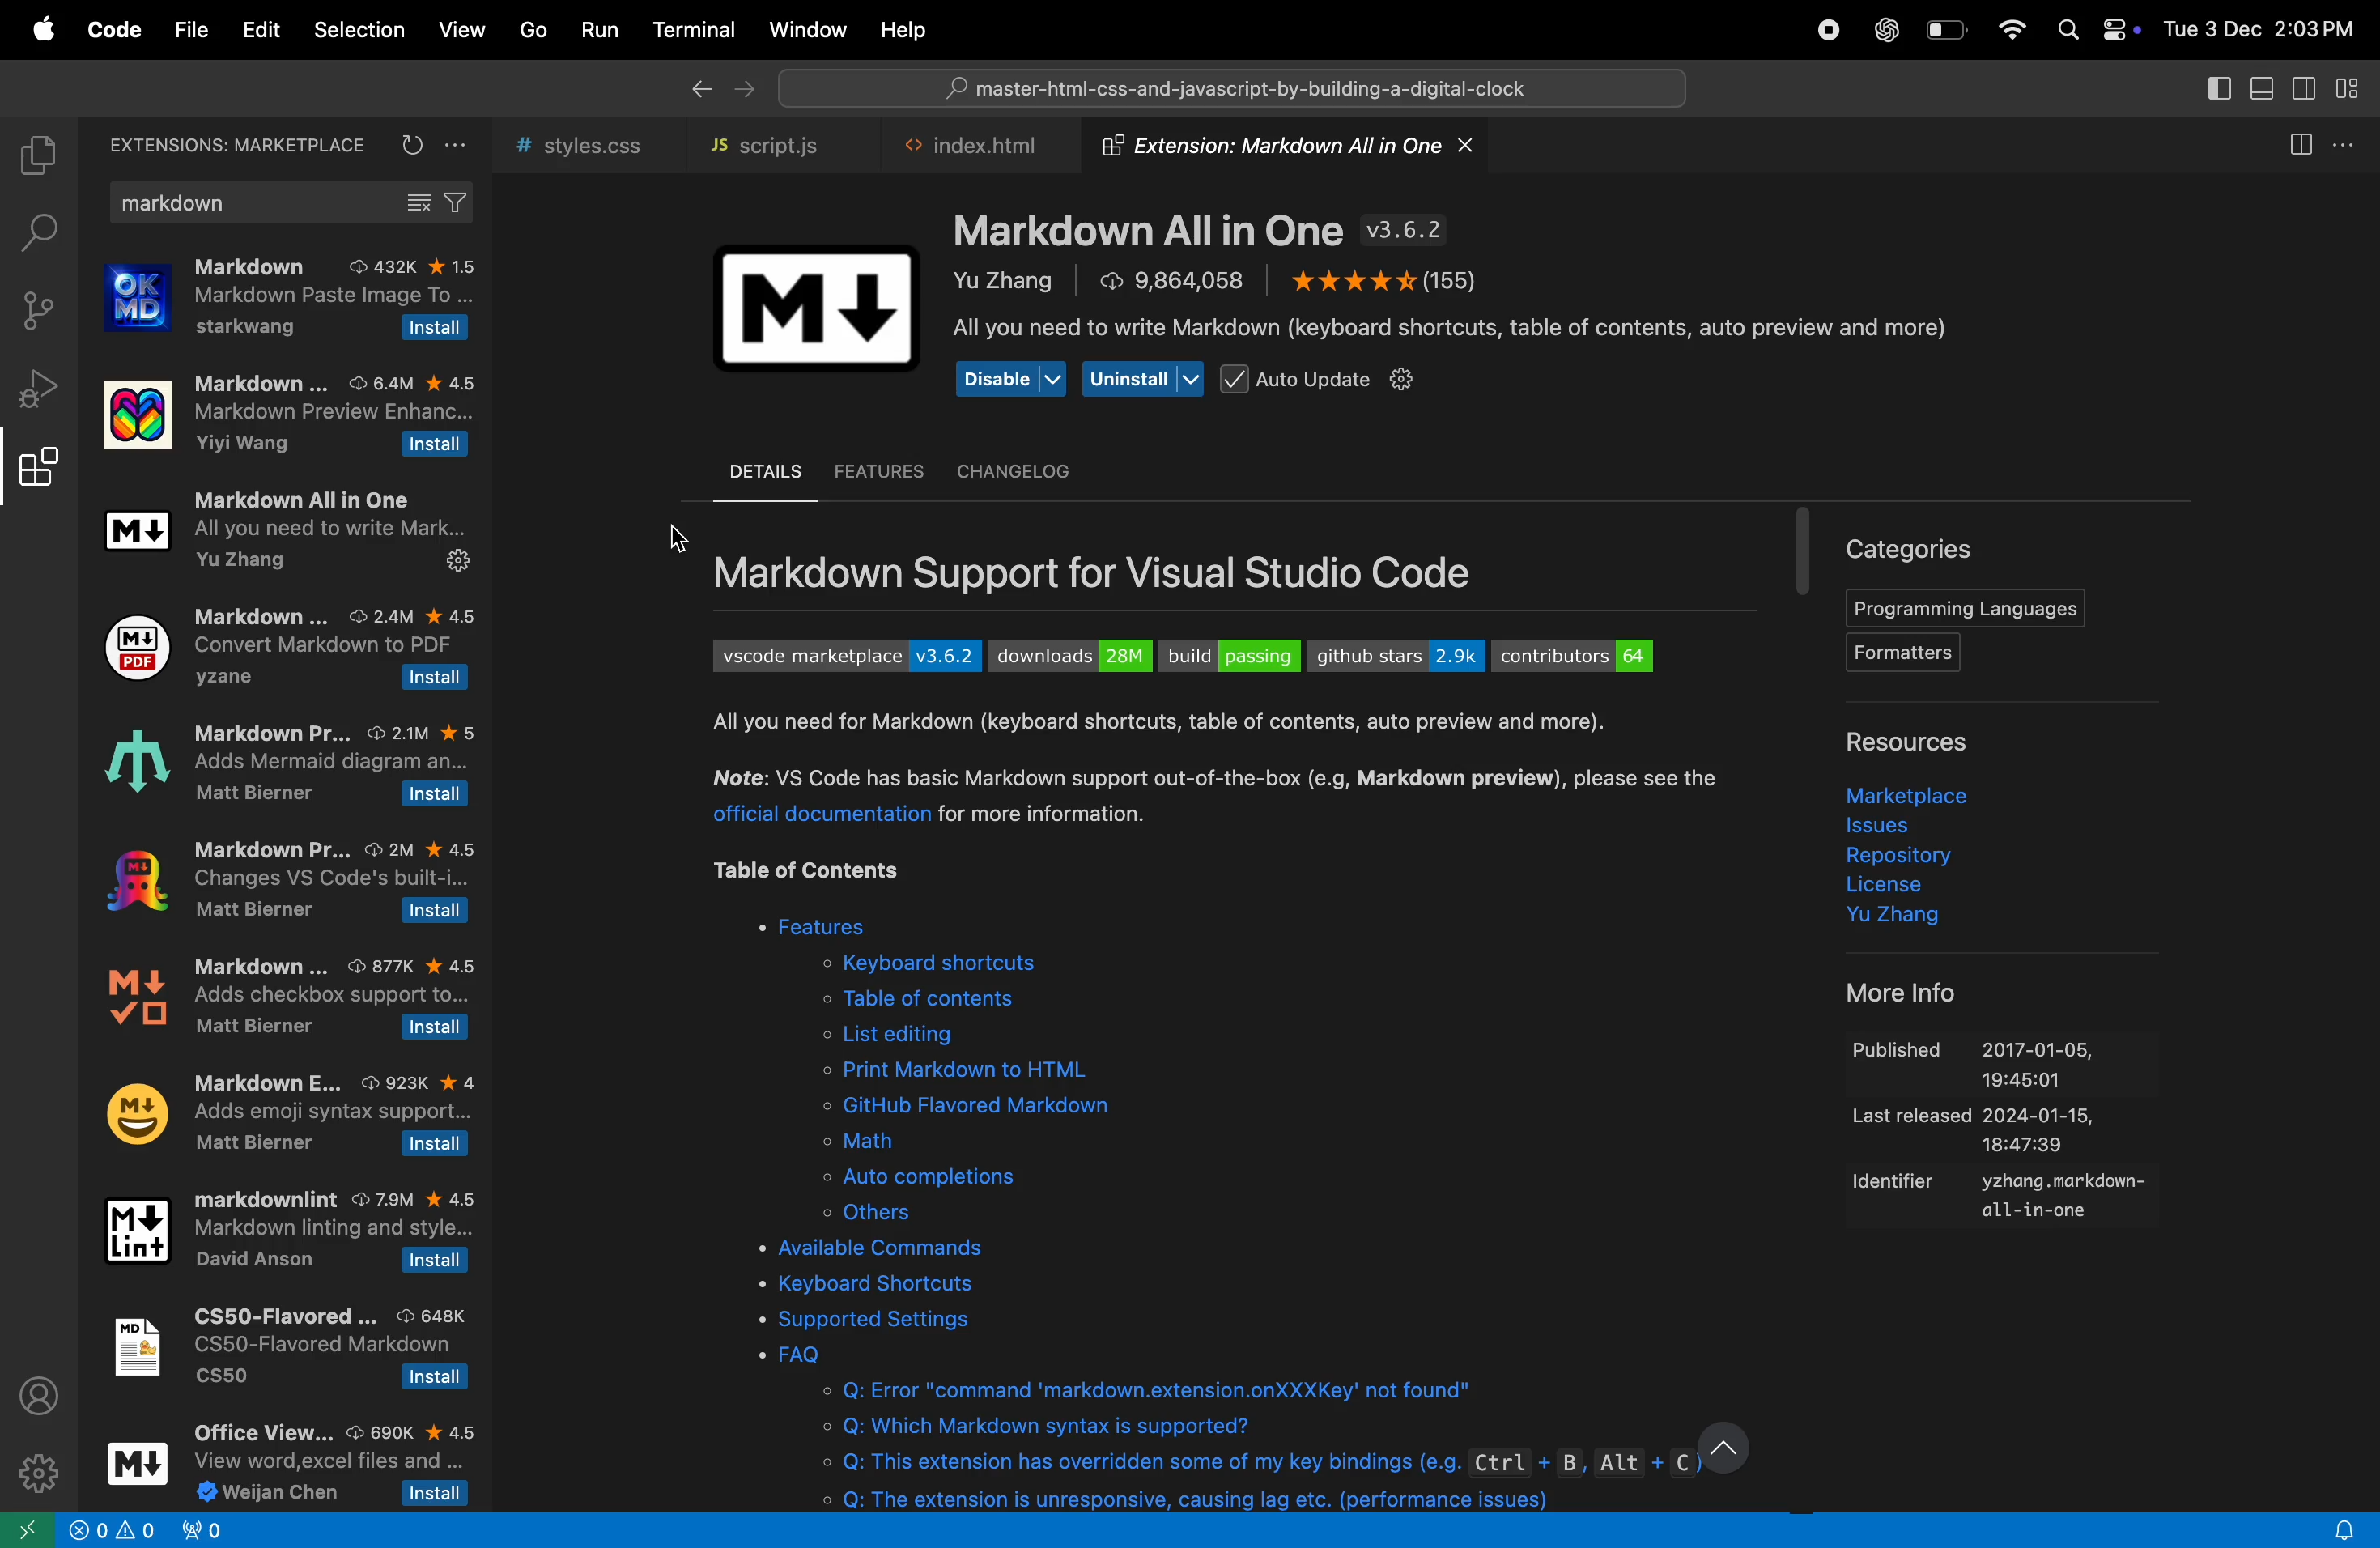 Code File Edit Selection View Go Run Terminal Window Help Tue 3 Dec 2:03 PM
master-html-css-and-javascript-by-building-a-digital-clock
EXTENSIONS: MARKETPLACE
# styles.css JS script.js <> index.html Extension: Markdown All in One
markdown
Markdown 432K ★ 1.5
Markdown Paste Image To ...
starkwang Install
Markdown ... 6.4M ★ 4.5
Markdown Preview Enhanc...
Yiyi Wang Install
Markdown All in One
All you need to write Mark...
Yu Zhang
Markdown ... 2.4M ★ 4.5
Convert Markdown to PDF
yzane Install
Markdown Pr... 2.1M ★ 5
Adds Mermaid diagram an...
Matt Bierner Install
Markdown Pr... 2M ★ 4.5
Changes VS Code's built-i...
Matt Bierner Install
Markdown ... 877K ★ 4.5
Adds checkbox support to...
Matt Bierner Install
Markdown E... 923K ★ 4
Adds emoji syntax support...
Matt Bierner Install
markdownlint 7.9M ★ 4.5
Markdown linting and style...
David Anson Install
CS50-Flavored ... 648K
CS50-Flavored Markdown
CS50 Install
Office View... 690K ★ 4.5
View word,excel files and ...
Weijan Chen Install
OK
MD
M↓
M↓
PDF
M↓
M↓
M↓
M↓
Lint
MD
M↓
M↓
Markdown All in One v3.6.2
Yu Zhang 9,864,058 (155)
All you need to write Markdown (keyboard shortcuts, table of contents, auto preview and more)
Disable Uninstall Auto Update
DETAILS FEATURES CHANGELOG
Markdown Support for Visual Studio Code
vscode marketplace v3.6.2 downloads 28M build passing github stars 2.9k contributors 64
All you need for Markdown (keyboard shortcuts, table of contents, auto preview and more).
Note: VS Code has basic Markdown support out-of-the-box (e.g, Markdown preview), please see the
official documentation for more information.
Table of Contents
• Features
◦ Keyboard shortcuts
◦ Table of contents
◦ List editing
◦ Print Markdown to HTML
◦ GitHub Flavored Markdown
◦ Math
◦ Auto completions
◦ Others
• Available Commands
• Keyboard Shortcuts
• Supported Settings
• FAQ
◦ Q: Error "command 'markdown.extension.onXXXKey' not found"
◦ Q: Which Markdown syntax is supported?
◦ Q: This extension has overridden some of my key bindings (e.g. Ctrl + B, Alt + C)
◦ Q: The extension is unresponsive, causing lag etc. (performance issues)
Categories
Programming Languages
Formatters
Resources
Marketplace
Issues
Repository
License
Yu Zhang
More Info
Published 2017-01-05,
19:45:01
Last released 2024-01-15,
18:47:39
Identifier yzhang.markdown-
all-in-one
0 0 0